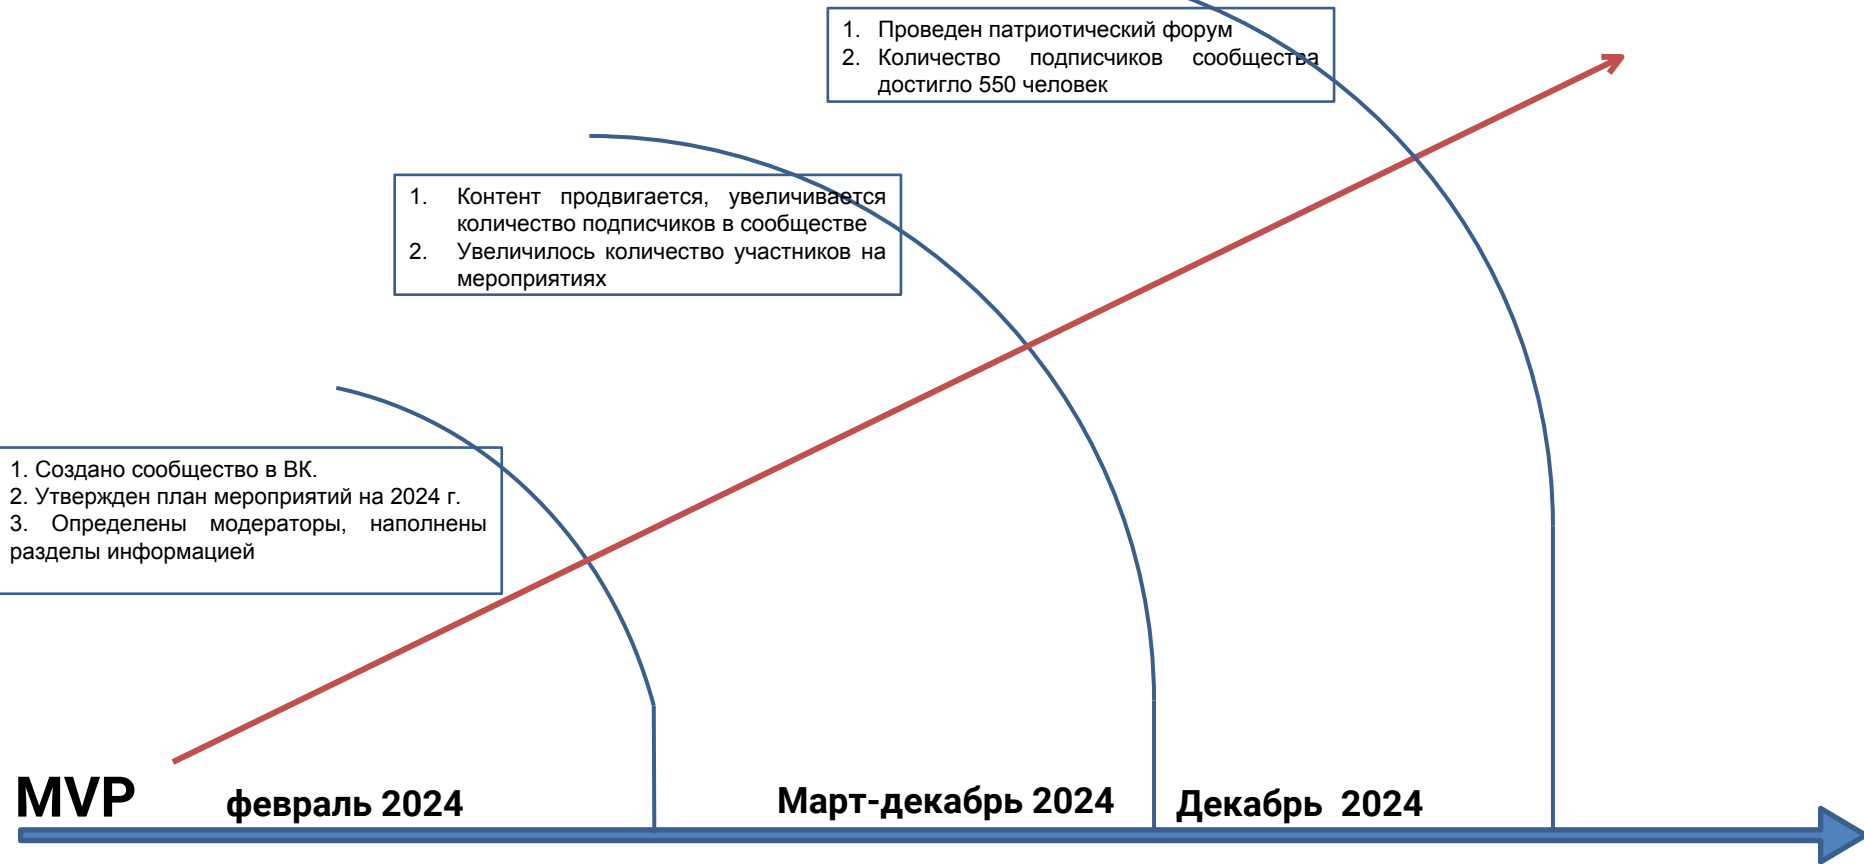 1. Проведен патриотический форум
2. Количество подписчиков сообщества
достигло 550 человек
1. Контент продвигается, увеличивается
количество подписчиков в сообществе
2. Увеличилось количество участников на
мероприятиях
1. Создано сообщество в ВК.
2. Утвержден план мероприятий на 2024 г.
3. Определены модераторы, наполнены
разделы информацией
MVP
февраль 2024
Март-декабрь 2024
Декабрь 2024